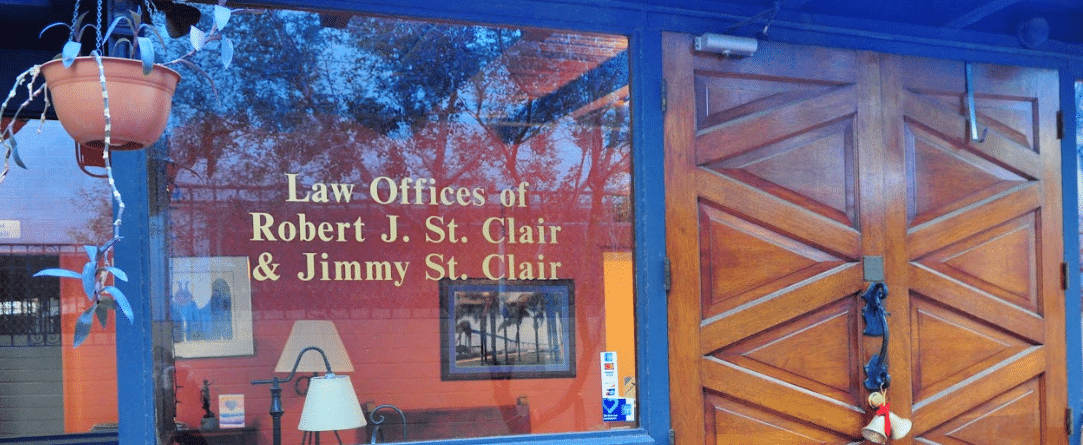 Law Offices of
Robert J. St. Clair
& Jimmy St. Clair